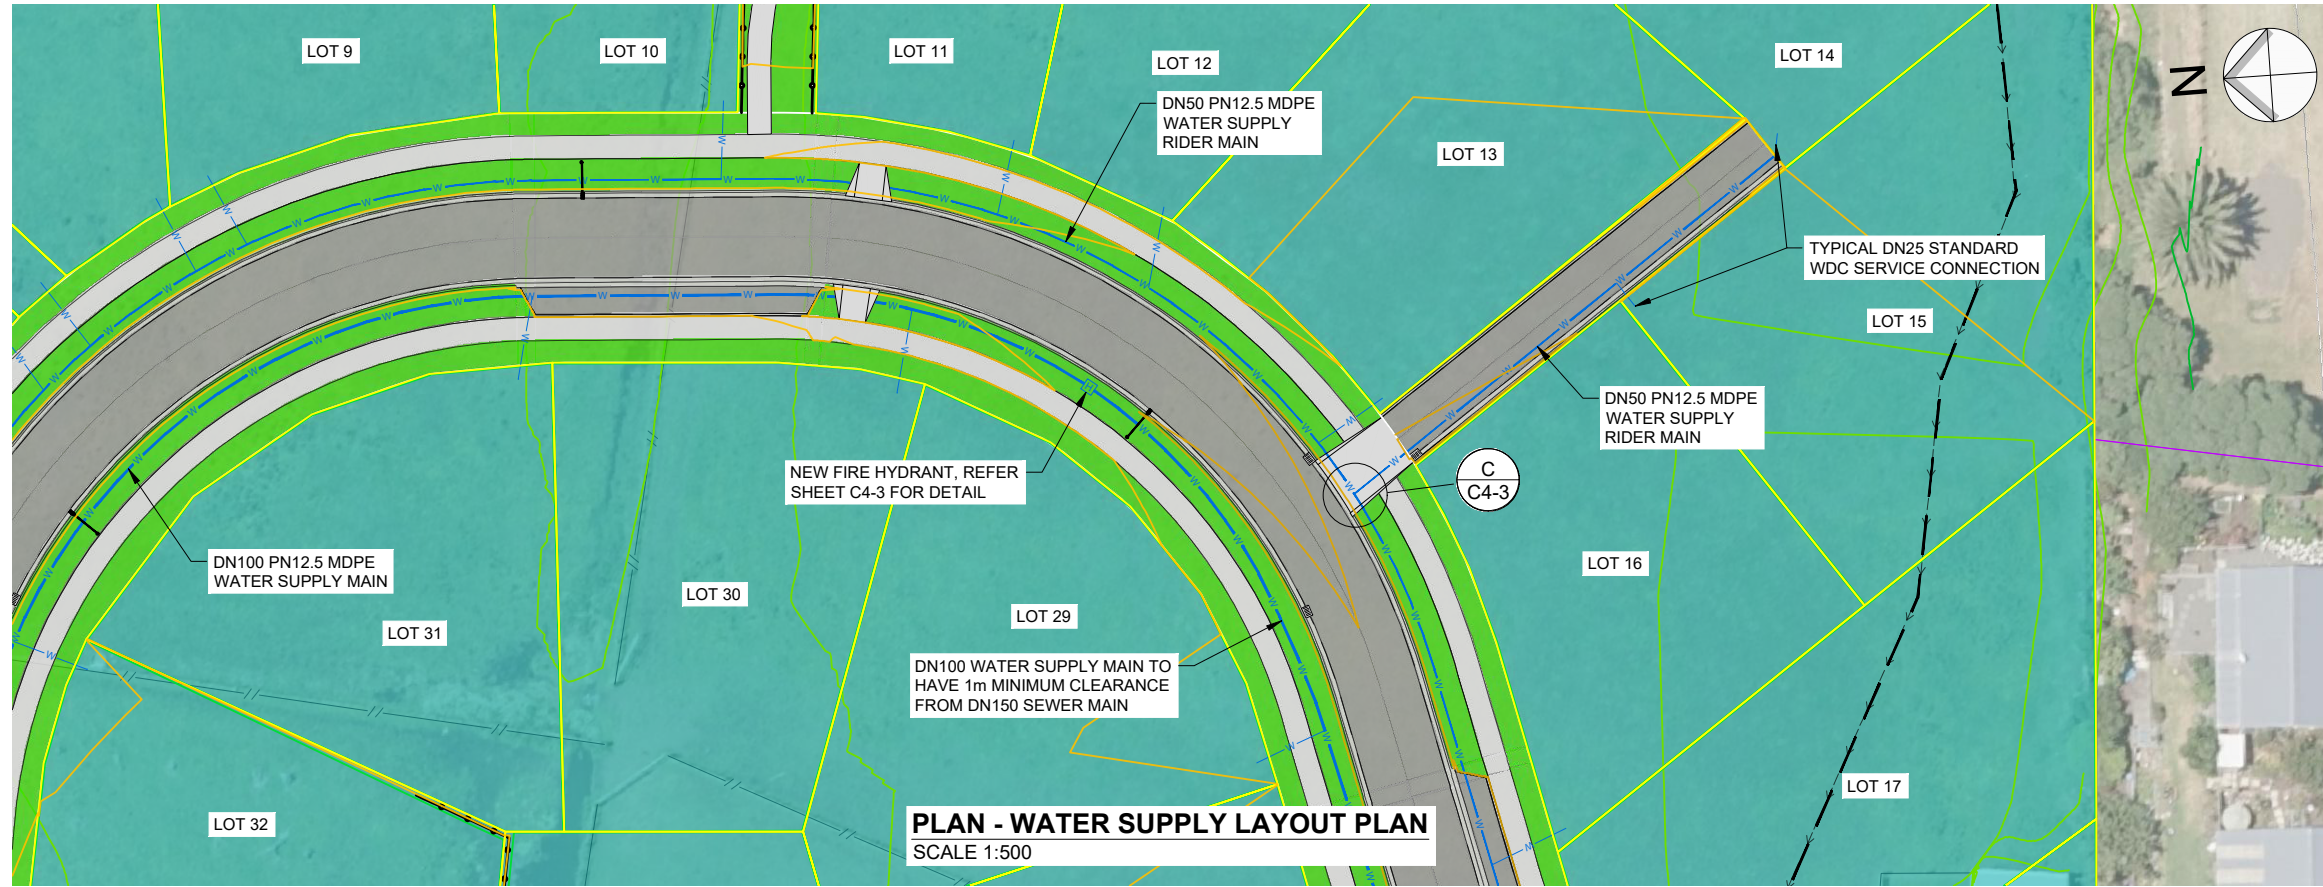 LOT 9
LOT 10
LOT 11
LOT 12
LOT 14
N
DN50 PN12.5 MDPE
WATER SUPPLY
RIDER MAIN
LOT 13
TYPICAL DN25 STANDARD
WDC SERVICE CONNECTION
LOT 15
DN50 PN12.5 MDPE
WATER SUPPLY
RIDER MAIN
NEW FIRE HYDRANT, REFER
SHEET C4-3 FOR DETAIL
C
C4-3
H
DN100 PN12.5 MDPE
WATER SUPPLY MAIN
LOT 16
LOT 30
LOT 29
LOT 31
DN100 WATER SUPPLY MAIN TO
HAVE 1m MINIMUM CLEARANCE
FROM DN150 SEWER MAIN
LOT 17
LOT 32
PLAN - WATER SUPPLY LAYOUT PLAN
SCALE 1:500